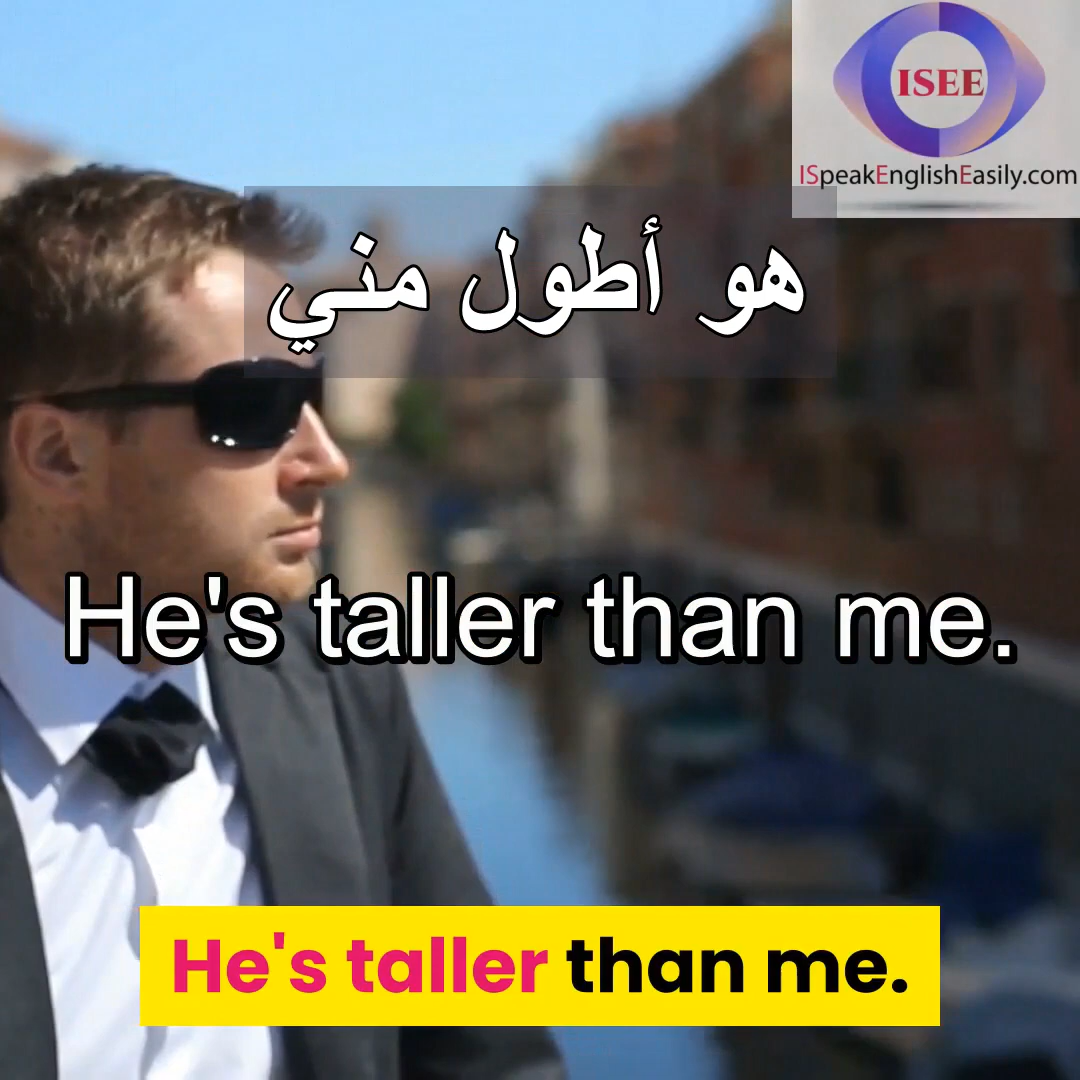 ISEE
ISpeakEnglishEasily.com
هو أطول مني
He's taller than me.
He's taller than me.